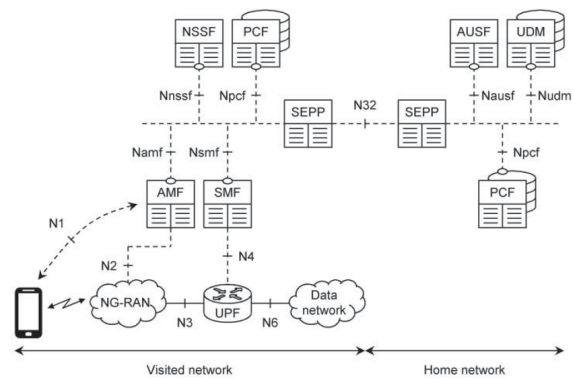 NSSF
PCF
AUSF
UDM
Nnssf
Npcf
Nausf
Nudm
SEPP
N32
SEPP
Namf
Nsmf
Npcf
AMF
SMF
PCF
N1
N2
N4
NG-RAN
N3
UPF
N6
Data
network
Visited network
Home network